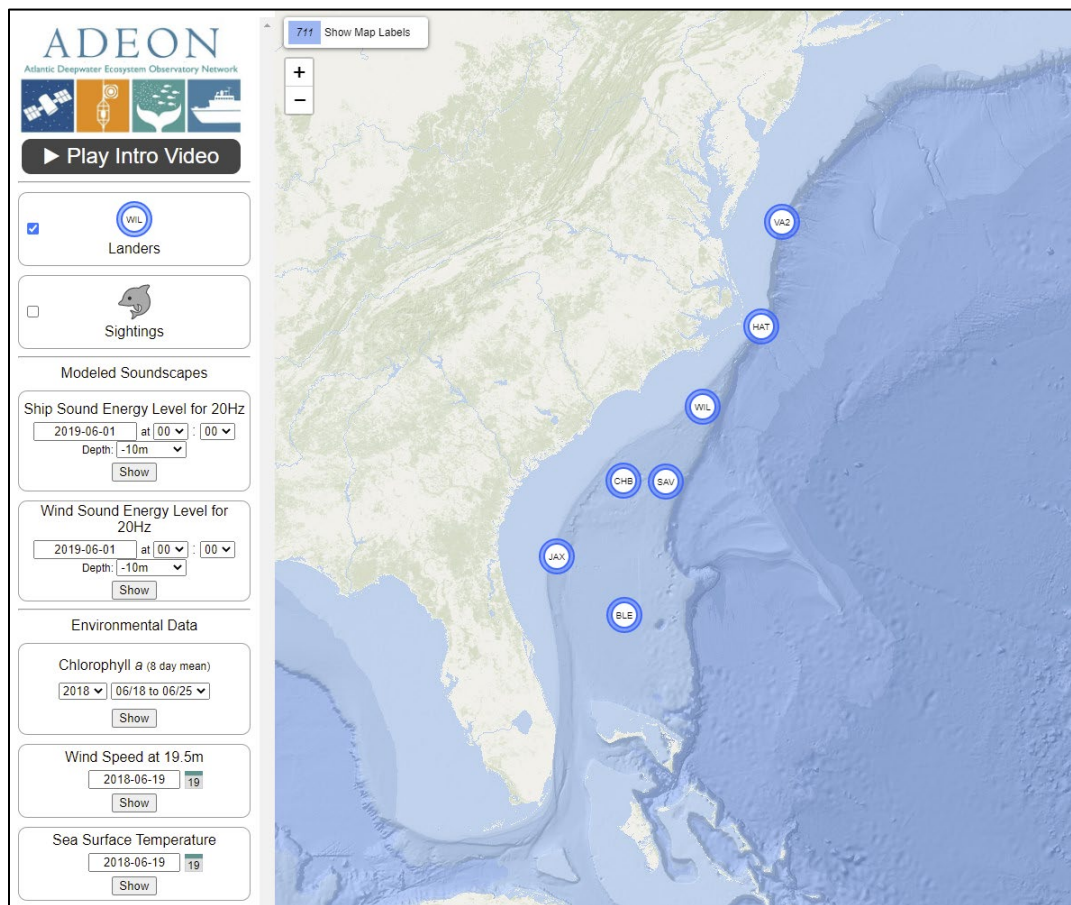 ADEON
Atlantic Deepwater Ecosystem Observatory Network
Play Intro Video
WIL
Landers
Sightings
Modeled Soundscapes
Ship Sound Energy Level for 20Hz
2019-06-01 at 00 : 00
Depth: -10m
Show
Wind Sound Energy Level for
20Hz
2019-06-01 at 00 : 00
Depth: -10m
Show
Environmental Data
Chlorophyll a (8 day mean)
2018 06/18 to 06/25
Show
Wind Speed at 19.5m
2018-06-19 19
Show
Sea Surface Temperature
2018-06-19 19
Show
711 Show Map Labels
+
−
VA2
HAT
WIL
CHB SAV
JAX
BLE